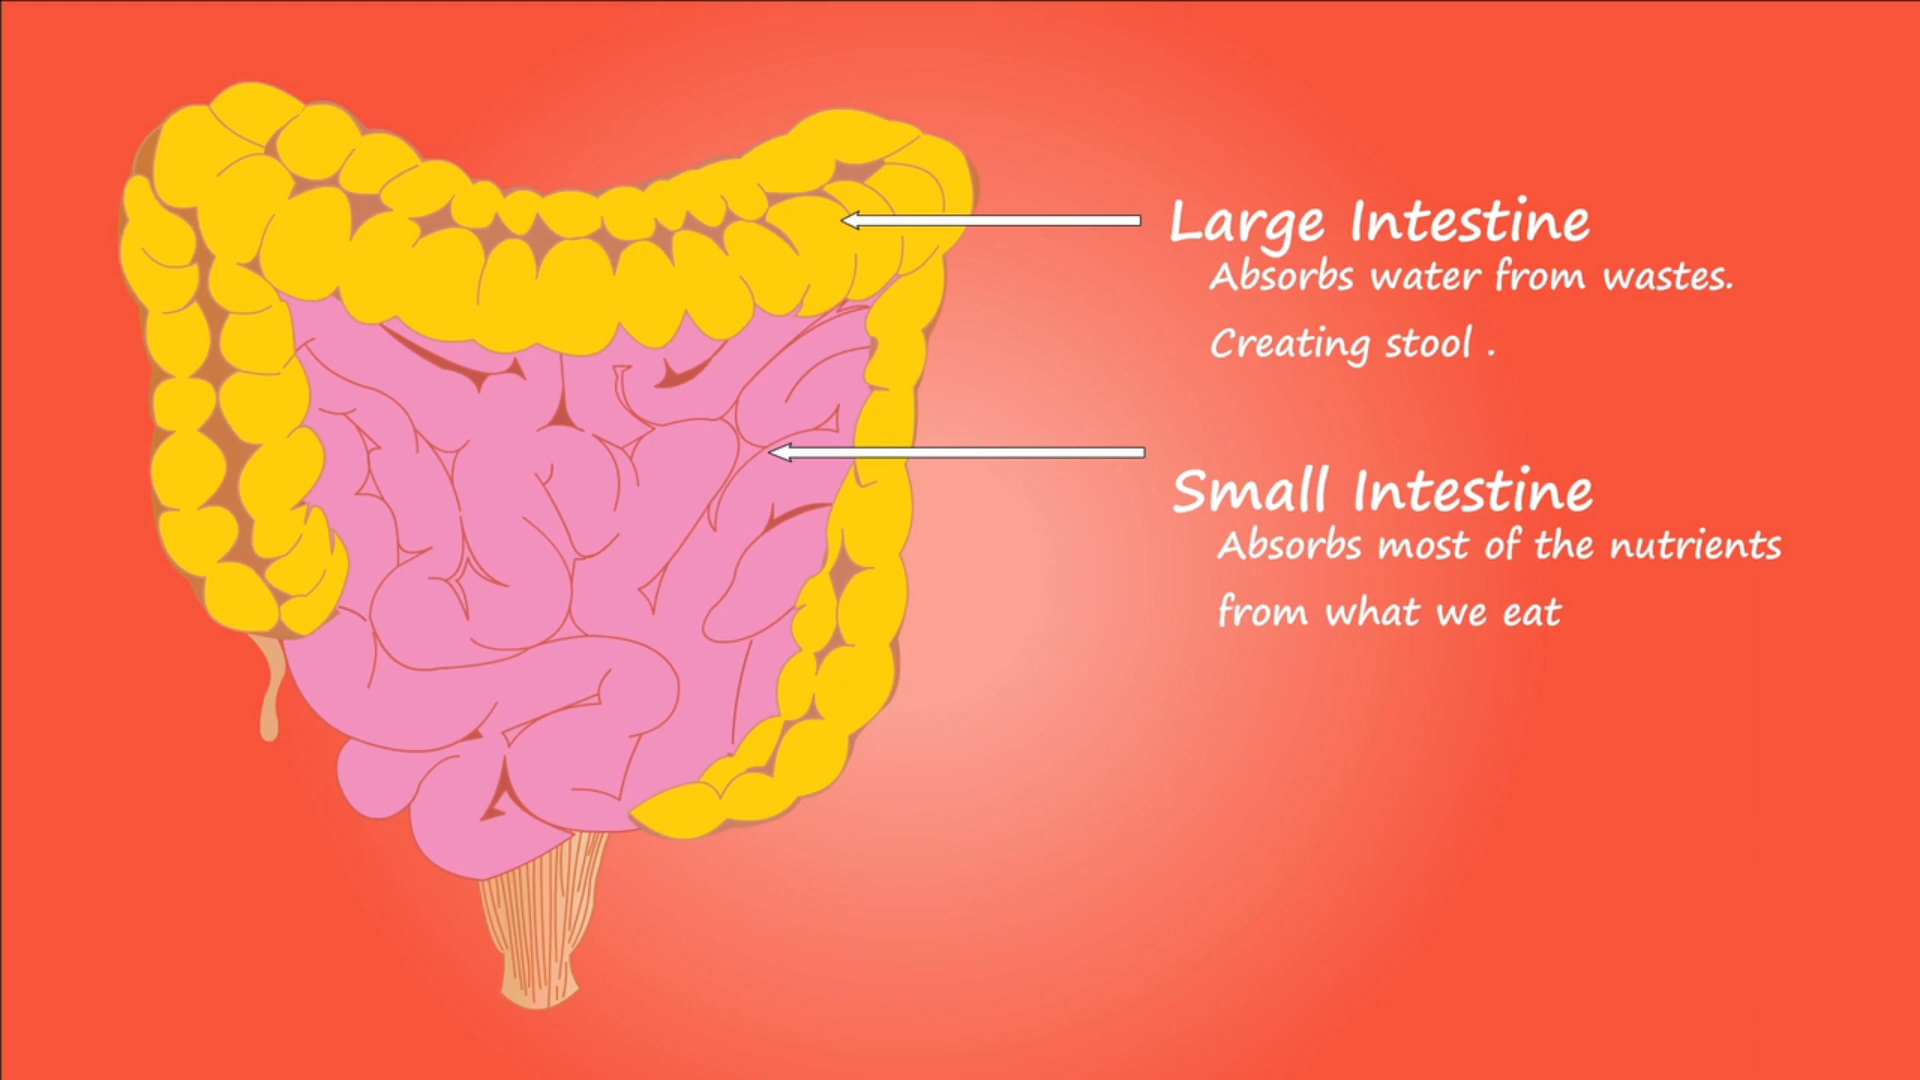 Large Intestine
Absorbs water from wastes.
Creating stool .
Small Intestine
Absorbs most of the nutrients
from what we eat